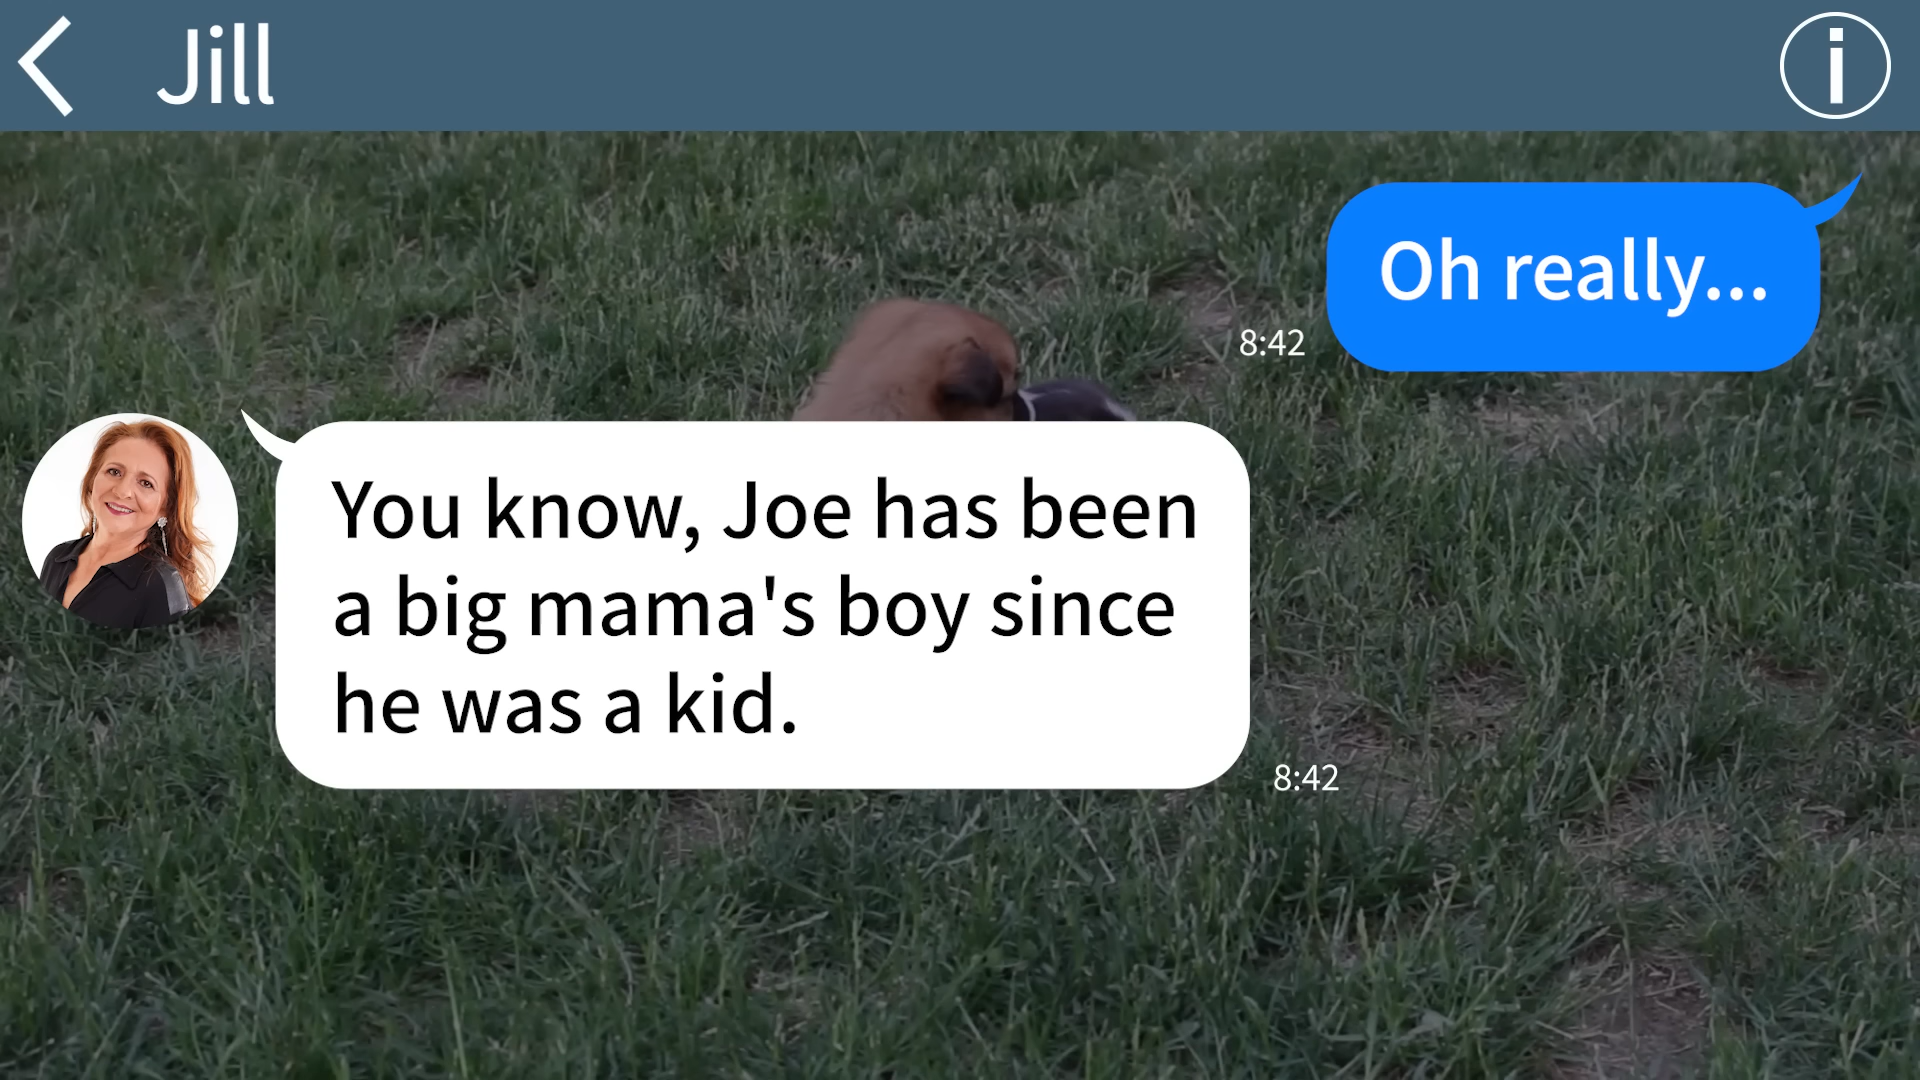 Jill
i
Oh really...
8:42
You know, Joe has been
a big mama's boy since
he was a kid.
8:42